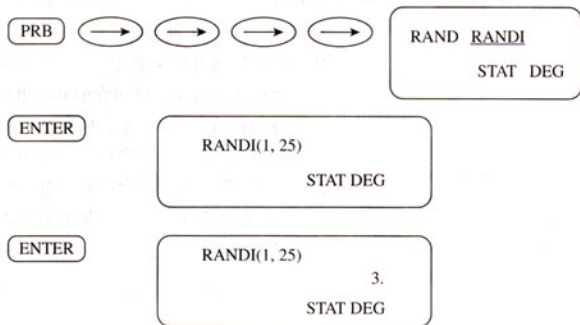 PRB
RAND RANDI
STAT DEG
ENTER
RANDI(1, 25)
STAT DEG
ENTER
RANDI(1, 25)
3.
STAT DEG